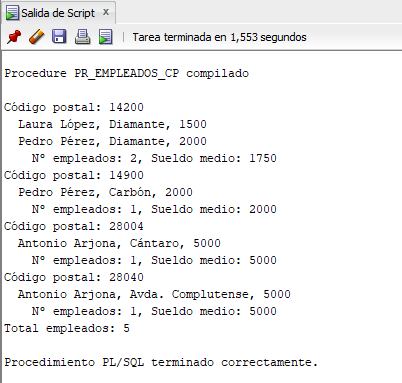 Salida de Script x
Tarea terminada en 1,553 segundos
Procedure PR_EMPLEADOS_CP compilado
Código postal: 14200
Laura López, Diamante, 1500
Pedro Pérez, Diamante, 2000
Nº empleados: 2, Sueldo medio: 1750
Código postal: 14900
Pedro Pérez, Carbón, 2000
Nº empleados: 1, Sueldo medio: 2000
Código postal: 28004
Antonio Arjona, Cántaro, 5000
Nº empleados: 1, Sueldo medio: 5000
Código postal: 28040
Antonio Arjona, Avda. Complutense, 5000
Nº empleados: 1, Sueldo medio: 5000
Total empleados: 5
Procedimiento PL/SQL terminado correctamente.